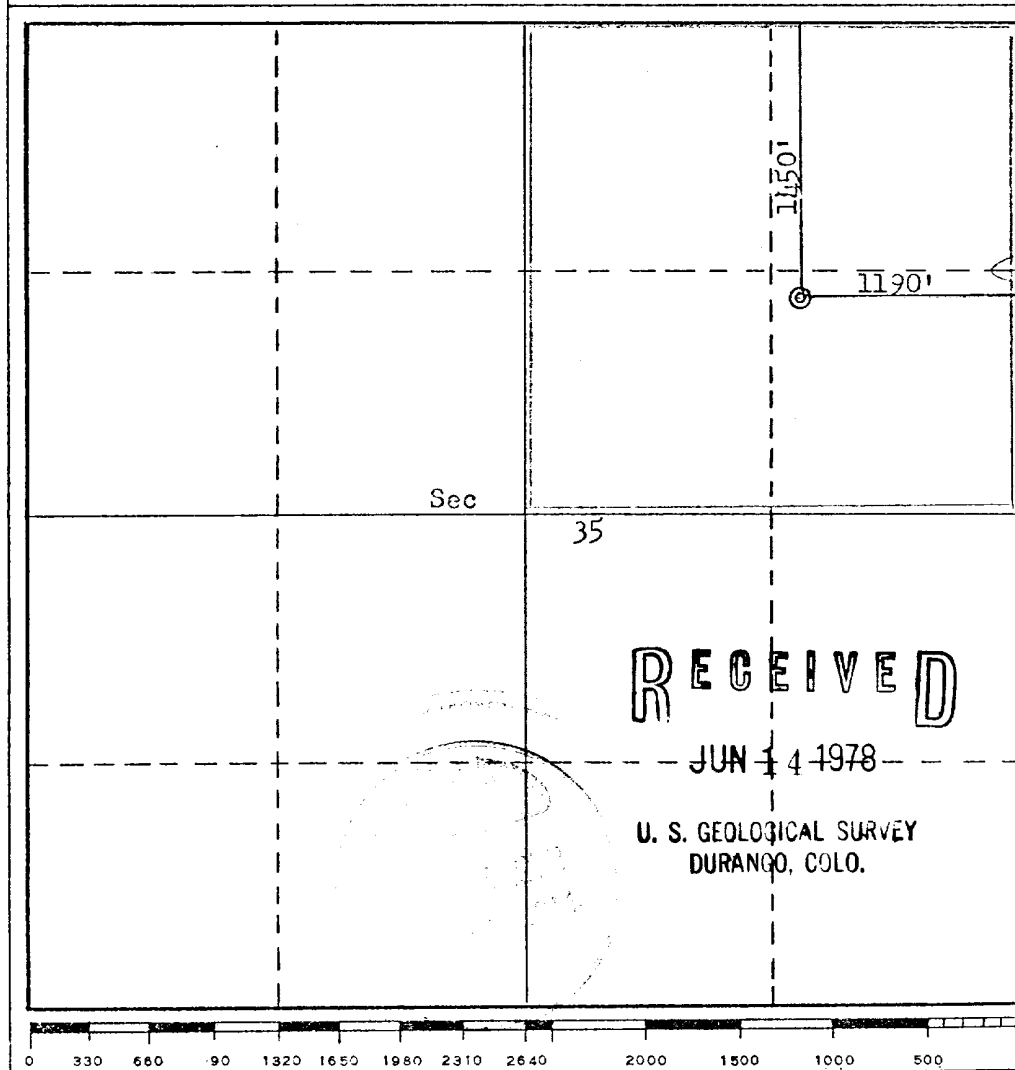 1450'
1190'
Sec
35
RECEIVED
JUN 14 1978
U. S. GEOLOGICAL SURVEY
DURANGO, COLO.
0 330 660 90 1320 1650 1980 2310 2640 2000 1500 1000 500